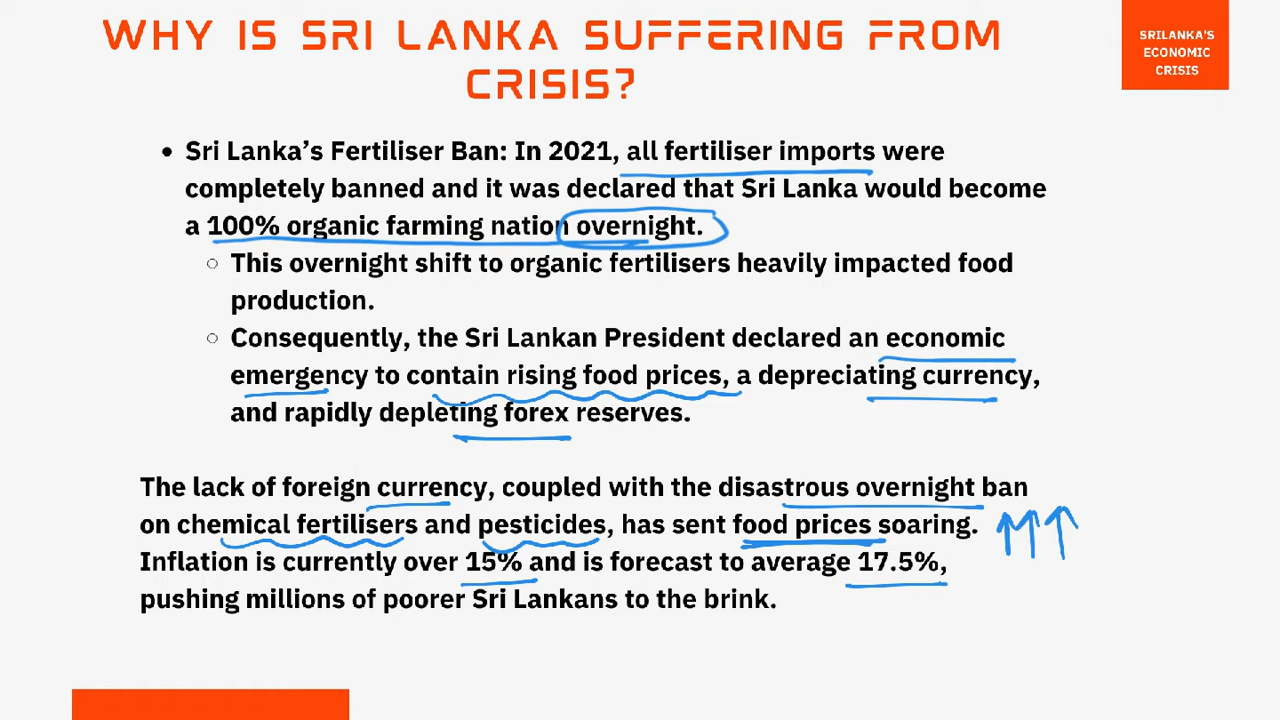 WHY IS SRI LANKA SUFFERING FROM
CRISIS?
SRILANKA'S
ECONOMIC
CRISIS
• Sri Lanka's Fertiliser Ban: In 2021, all fertiliser imports were
completely banned and it was declared that Sri Lanka would become
a 100% organic farming nation overnight.
○ This overnight shift to organic fertilisers heavily impacted food
production.
○ Consequently, the Sri Lankan President declared an economic
emergency to contain rising food prices, a depreciating currency,
and rapidly depleting forex reserves.
The lack of foreign currency, coupled with the disastrous overnight ban
on chemical fertilisers and pesticides, has sent food prices soaring.
Inflation is currently over 15% and is forecast to average 17.5%,
pushing millions of poorer Sri Lankans to the brink.